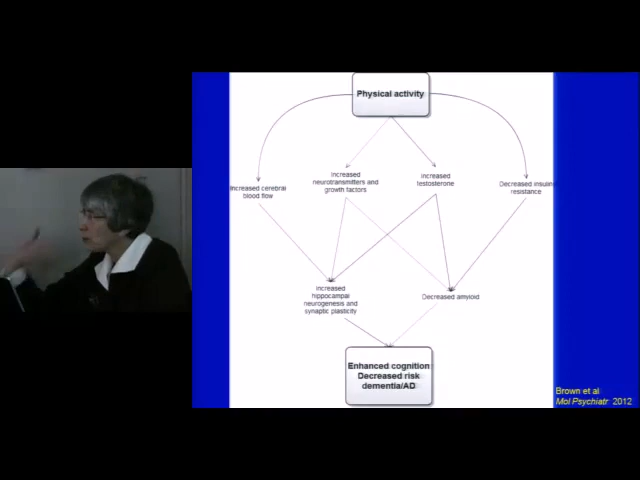 Physical activity
Increased cerebral
blood flow
Increased
neurotransmitters and
growth factors
Increased
testosterone
Decreased insulin
resistance
Increased
hippocampal
neurogenesis and
synaptic plasticity
Decreased amyloid
Enhanced cognition
Decreased risk
dementia/AD
Brown et al
Mol Psychiatr 2012